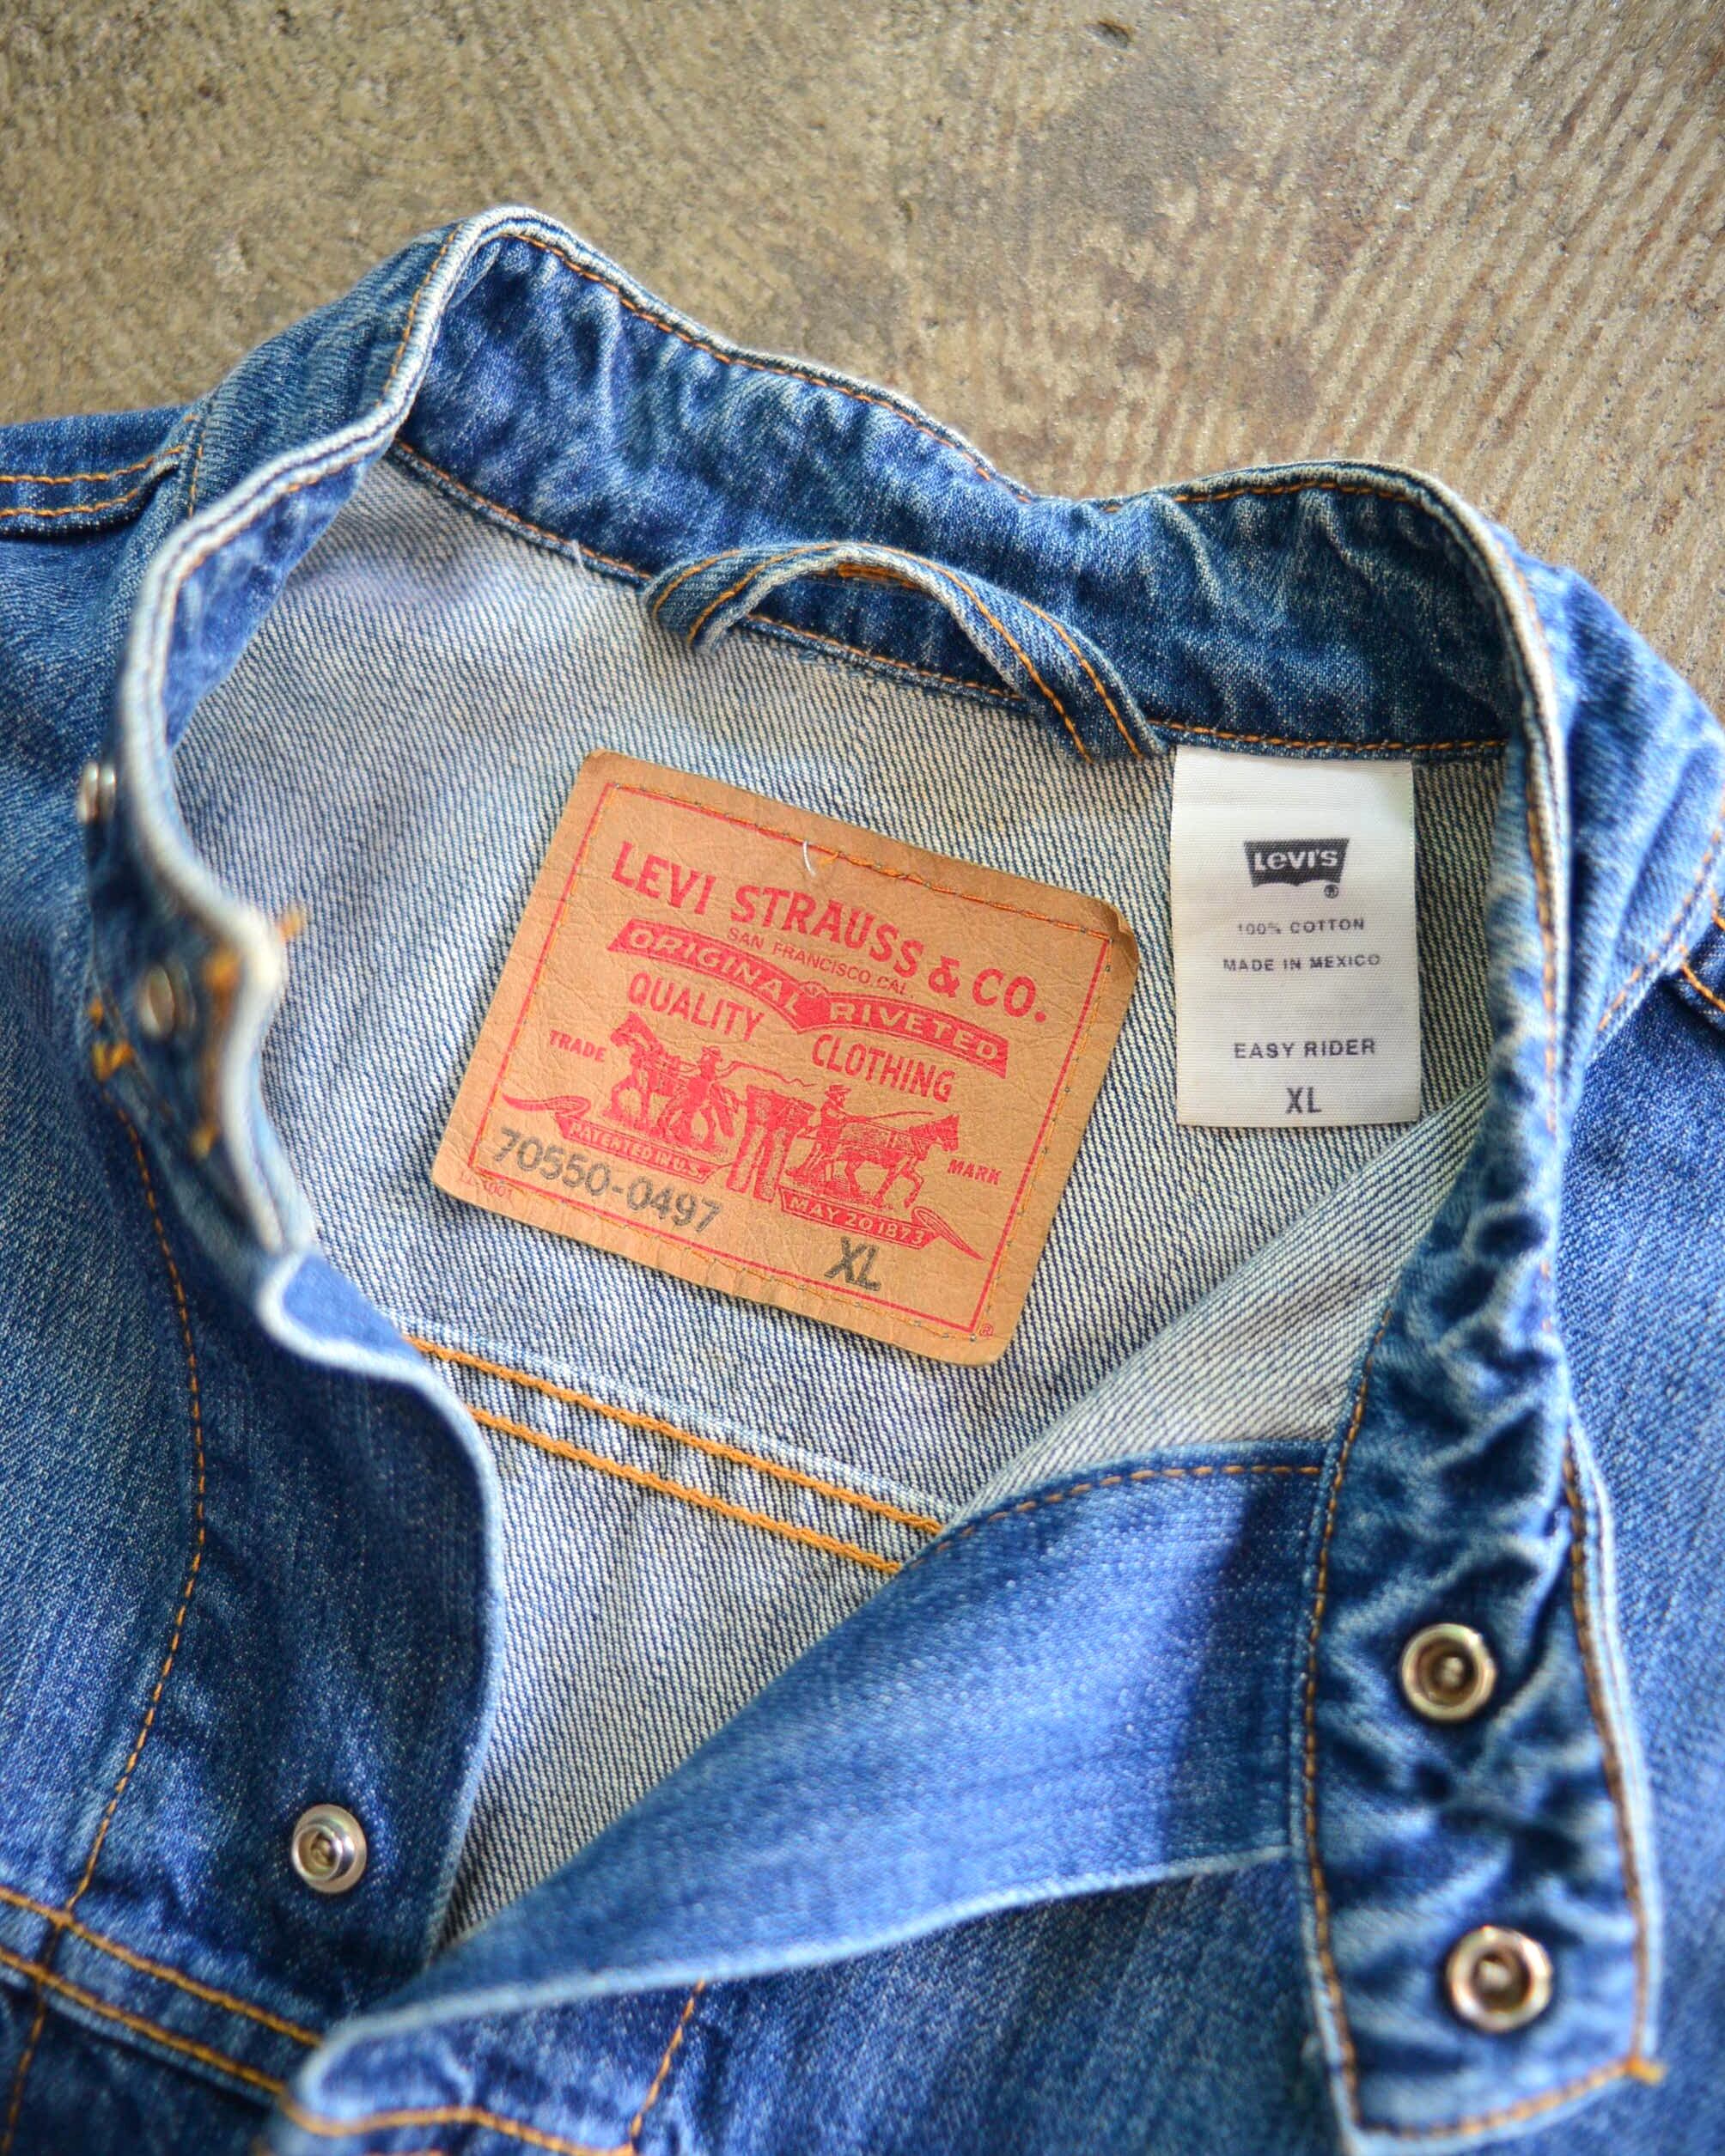 LEVI STRAUSS & CO.
SAN FRANCISCO CAL.
ORIGINAL RIVETED
QUALITY CLOTHING
TRADE MARK
PATENTED IN U.S.
MAY 20 1873
70550-0497
XL
®
LEVI'S
®
100% COTTON
MADE IN MEXICO
EASY RIDER
XL